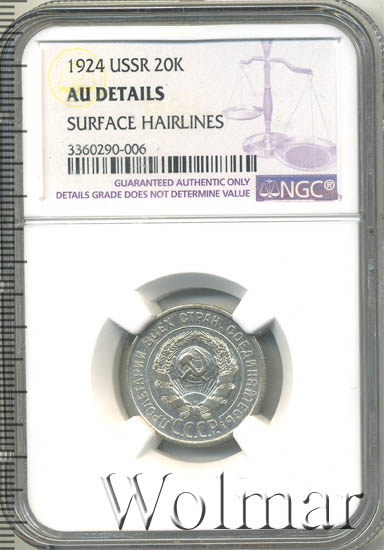 1924 USSR 20K
AU DETAILS
SURFACE HAIRLINES
3360290-006
GUARANTEED AUTHENTIC ONLY
DETAILS GRADE DOES NOT DETERMINE VALUE
NGC®
ПРОЛЕТАРИИ ВСЕХ СТРАН, СОЕДИНЯЙТЕСЬ!
С.С.С.Р.
Wolmar